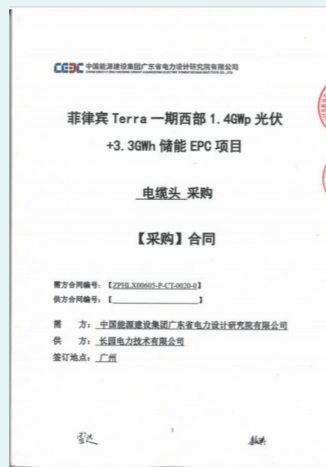 中国能源建设集团广东省电力设计研究院有限公司
菲律宾 Terra 一期西部 1.4GWp 光伏
+3.3GWh 储能 EPC 项目
电缆头 采购
【采购】合同
需方合同编号：【ZPHLX00605-P-CT-0020-0】
供方合同编号：【 】
需 方：中国能源建设集团广东省电力设计研究院有限公司
供 方：长园电力技术有限公司
签订地点：广州